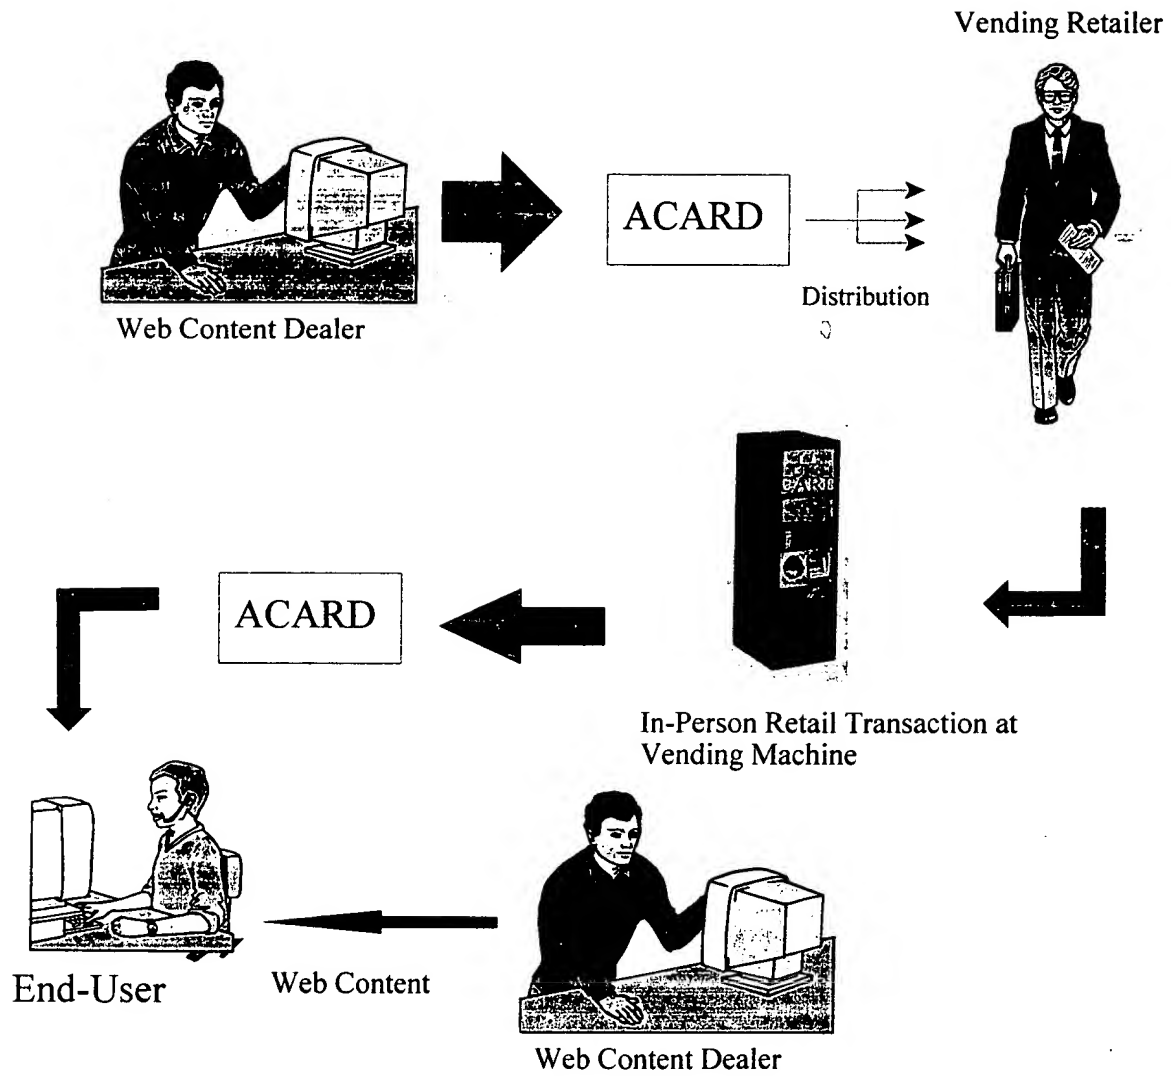 Vending Retailer
ACARD
Distribution
Web Content Dealer
CARD
ACARD
In-Person Retail Transaction at
Vending Machine
End-User
Web Content
Web Content Dealer